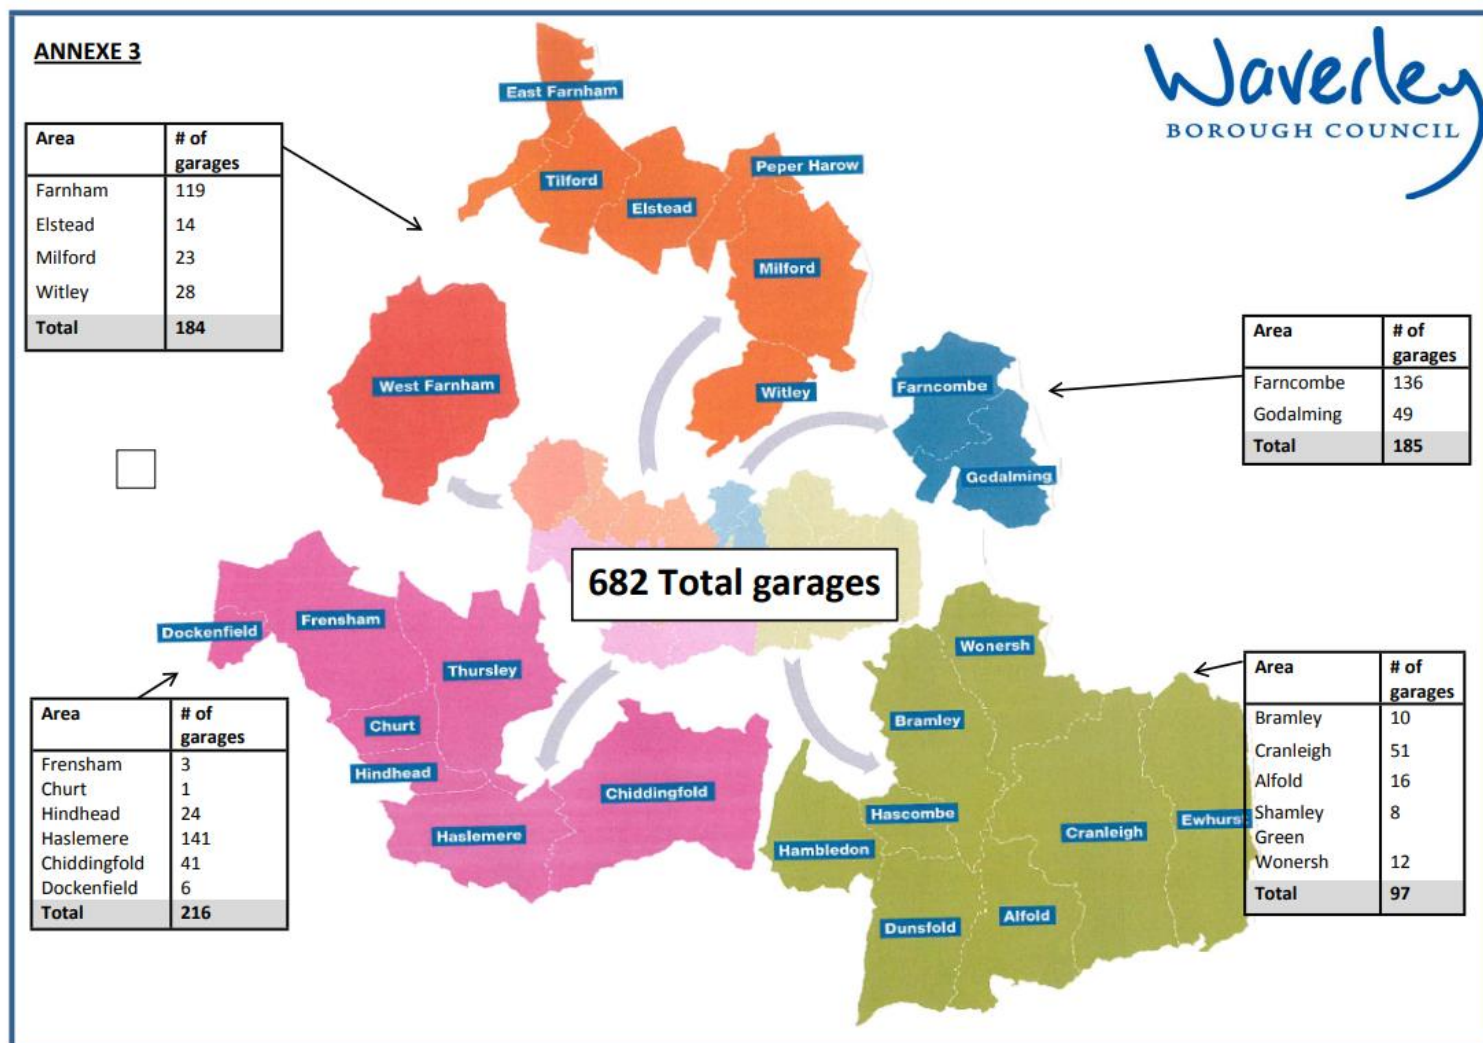 ANNEXE 3
Waverley
BOROUGH COUNCIL
Area # of
garages
Farnham 119
Elstead 14
Milford 23
Witley 28
Total 184
East Farnham
Tilford
Elstead
Peper Harow
Milford
Witley
West Farnham
Farncombe
Godalming
Area # of
garages
Farncombe 136
Godalming 49
Total 185
682 Total garages
Dockenfield
Frensham
Thursley
Churt
Hindhead
Haslemere
Chiddingfold
Area # of
garages
Frensham 3
Churt 1
Hindhead 24
Haslemere 141
Chiddingfold 41
Dockenfield 6
Total 216
Wonersh
Bramley
Hascombe
Hambledon
Cranleigh
Ewhurst
Dunsfold
Alfold
Area # of
garages
Bramley 10
Cranleigh 51
Alfold 16
Shamley 8
Green
Wonersh 12
Total 97